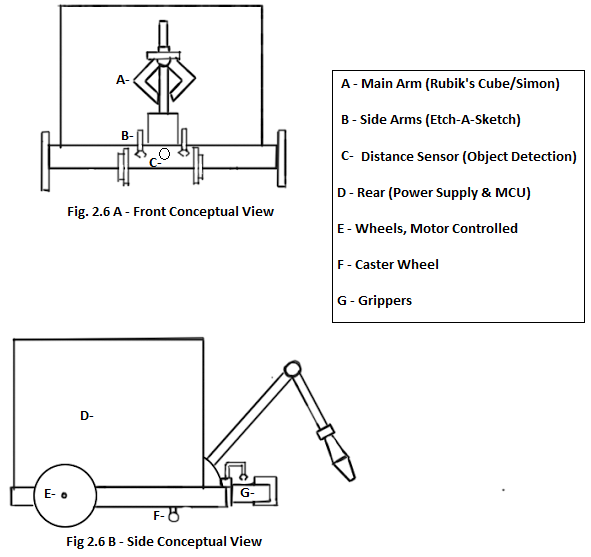 A-
B-
C-
Fig. 2.6 A - Front Conceptual View
A - Main Arm (Rubik's Cube/Simon)
B - Side Arms (Etch-A-Sketch)
C- Distance Sensor (Object Detection)
D - Rear (Power Supply & MCU)
E - Wheels, Motor Controlled
F - Caster Wheel
G - Grippers
D-
E-
G-
F-
Fig 2.6 B - Side Conceptual View